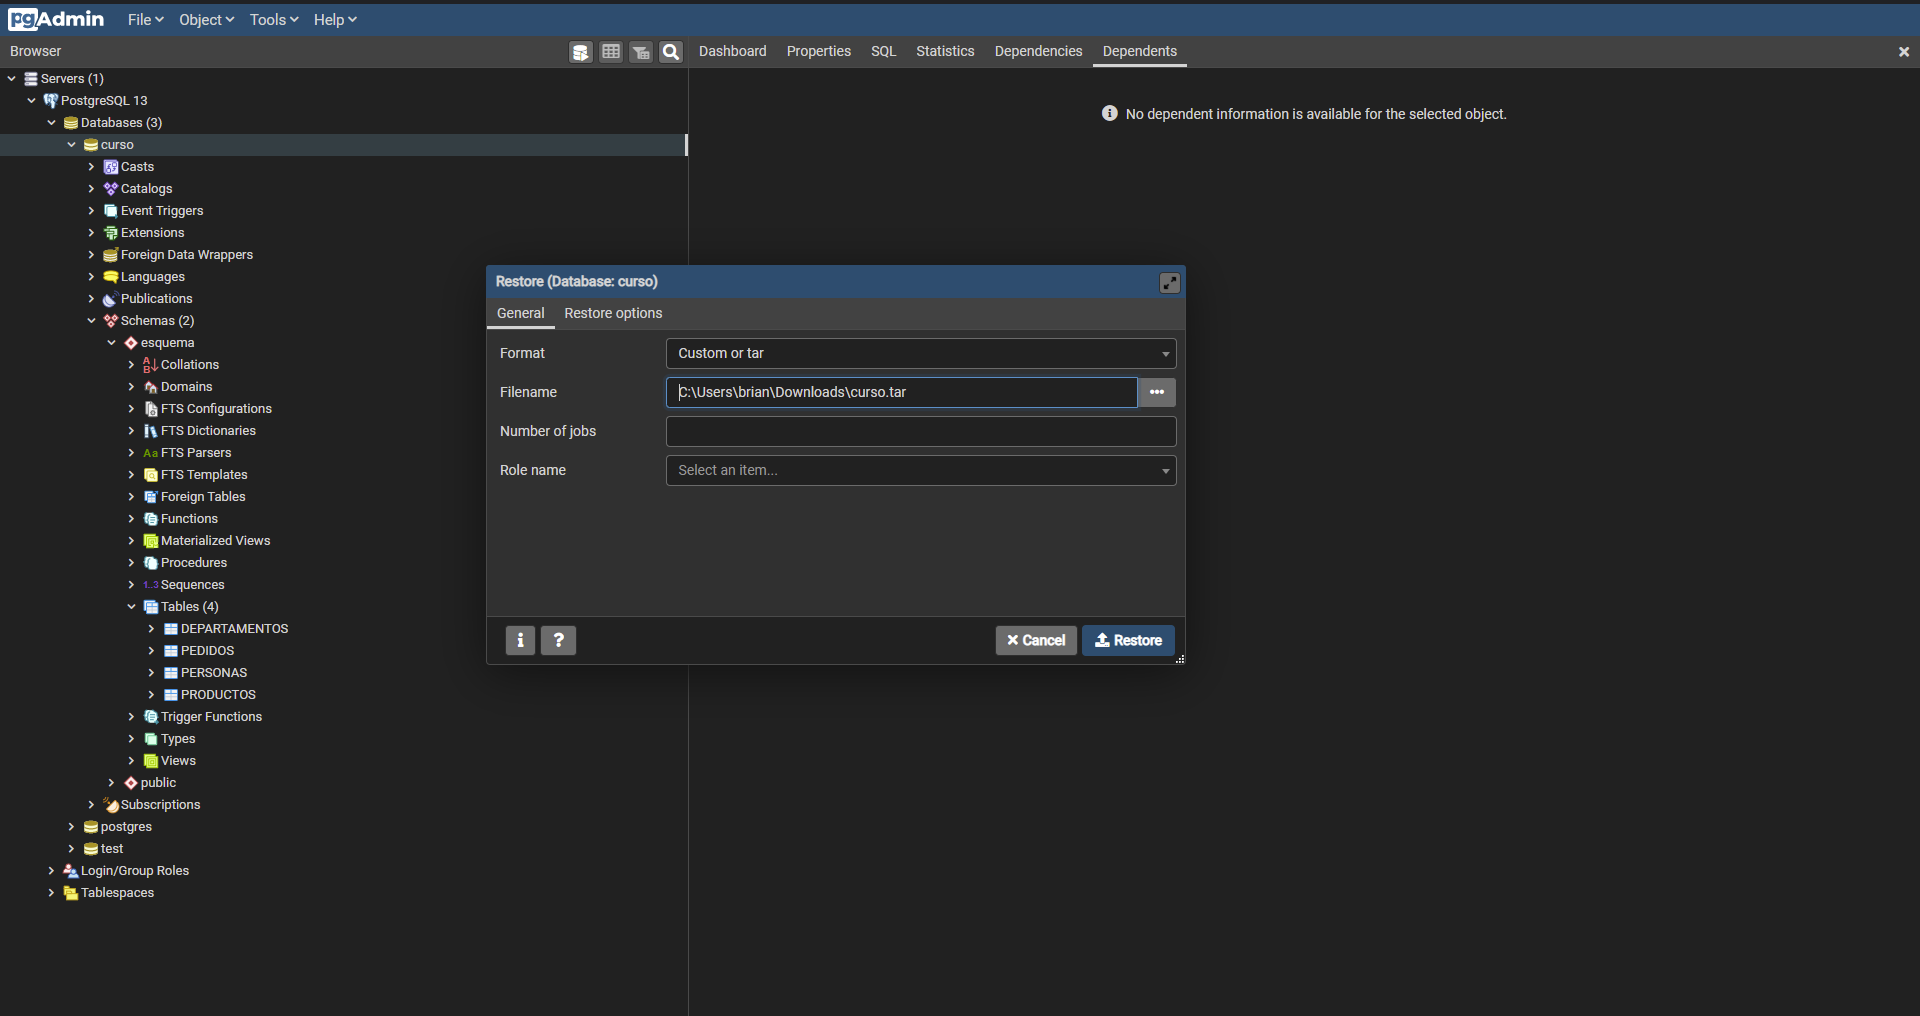 pgAdmin File Object Tools Help
Browser
Dashboard Properties SQL Statistics Dependencies Dependents
Servers (1)
PostgreSQL 13
Databases (3)
curso
Casts
Catalogs
Event Triggers
Extensions
Foreign Data Wrappers
Languages
Publications
Schemas (2)
esquema
Collations
Domains
FTS Configurations
FTS Dictionaries
Aa FTS Parsers
FTS Templates
Foreign Tables
Functions
Materialized Views
Procedures
1..3 Sequences
Tables (4)
DEPARTAMENTOS
PEDIDOS
PERSONAS
PRODUCTOS
Trigger Functions
Types
Views
public
Subscriptions
postgres
test
Login/Group Roles
Tablespaces
No dependent information is available for the selected object.
Restore (Database: curso)
General Restore options
Format Custom or tar
Filename C:\Users\brian\Downloads\curso.tar
Number of jobs
Role name Select an item...
i ? Cancel Restore